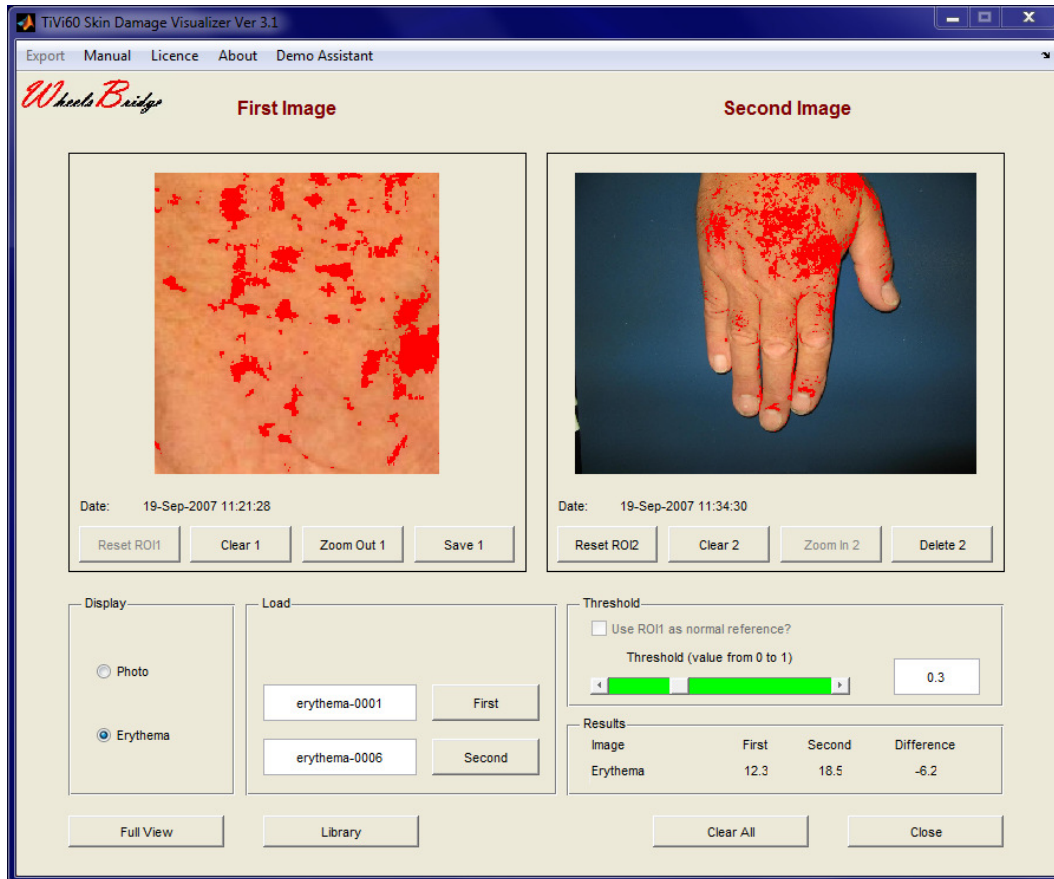 TiVi60 Skin Damage Visualizer Ver 3.1
Export Manual Licence About Demo Assistant
WheelsBridge
First Image
Second Image
Date: 19-Sep-2007 11:21:28
Date: 19-Sep-2007 11:34:30
Reset ROI1 Clear 1 Zoom Out 1 Save 1
Reset ROI2 Clear 2 Zoom In 2 Delete 2
Display
Photo
Erythema
Load
erythema-0001 First
erythema-0006 Second
Threshold
Use ROI1 as normal reference?
Threshold (value from 0 to 1)
0.3
Results
Image First Second Difference
Erythema 12.3 18.5 -6.2
Full View Library Clear All Close